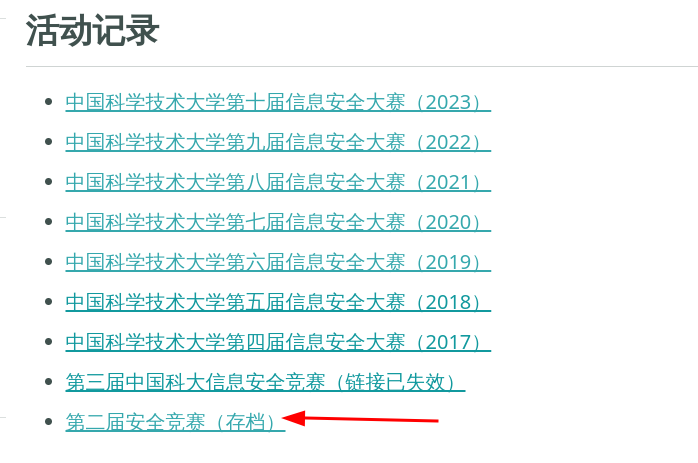 活动记录
中国科学技术大学第十届信息安全大赛（2023）
中国科学技术大学第九届信息安全大赛（2022）
中国科学技术大学第八届信息安全大赛（2021）
中国科学技术大学第七届信息安全大赛（2020）
中国科学技术大学第六届信息安全大赛（2019）
中国科学技术大学第五届信息安全大赛（2018）
中国科学技术大学第四届信息安全大赛（2017）
第三届中国科大信息安全竞赛（链接已失效）
第二届安全竞赛（存档）